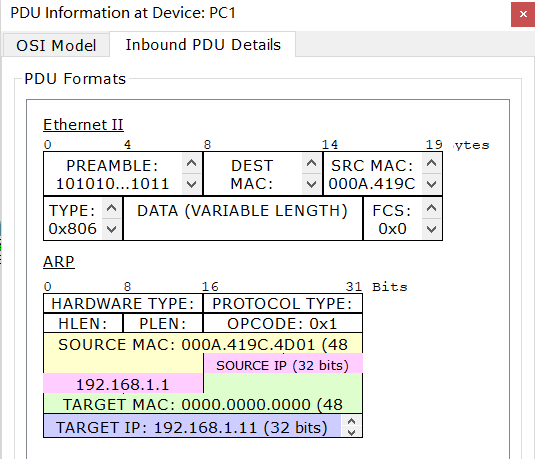 PDU Information at Device: PC1
OSI Model Inbound PDU Details
PDU Formats
Ethernet II
0 4 8 14 19 ytes
PREAMBLE: DEST SRC MAC:
101010...1011 MAC: 000A.419C
TYPE: DATA (VARIABLE LENGTH) FCS:
0x806 0x0
ARP
0 8 16 31 Bits
HARDWARE TYPE: PROTOCOL TYPE:
HLEN: PLEN: OPCODE: 0x1
SOURCE MAC: 000A.419C.4D01 (48
SOURCE IP (32 bits)
192.168.1.1
TARGET MAC: 0000.0000.0000 (48
TARGET IP: 192.168.1.11 (32 bits)